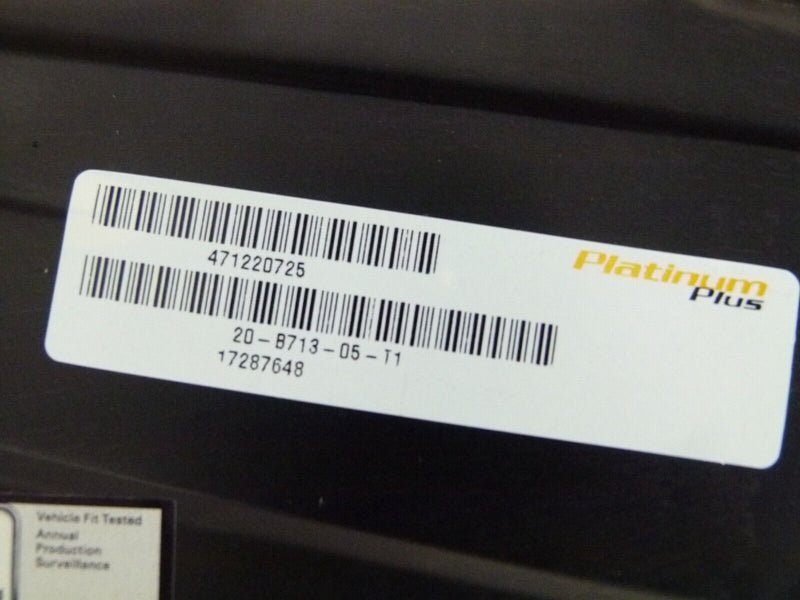 471220725
Platinum
Plus
20-B713-05-T1
17287648
Vehicle Fit Tested
Annual
Production
Surveillance